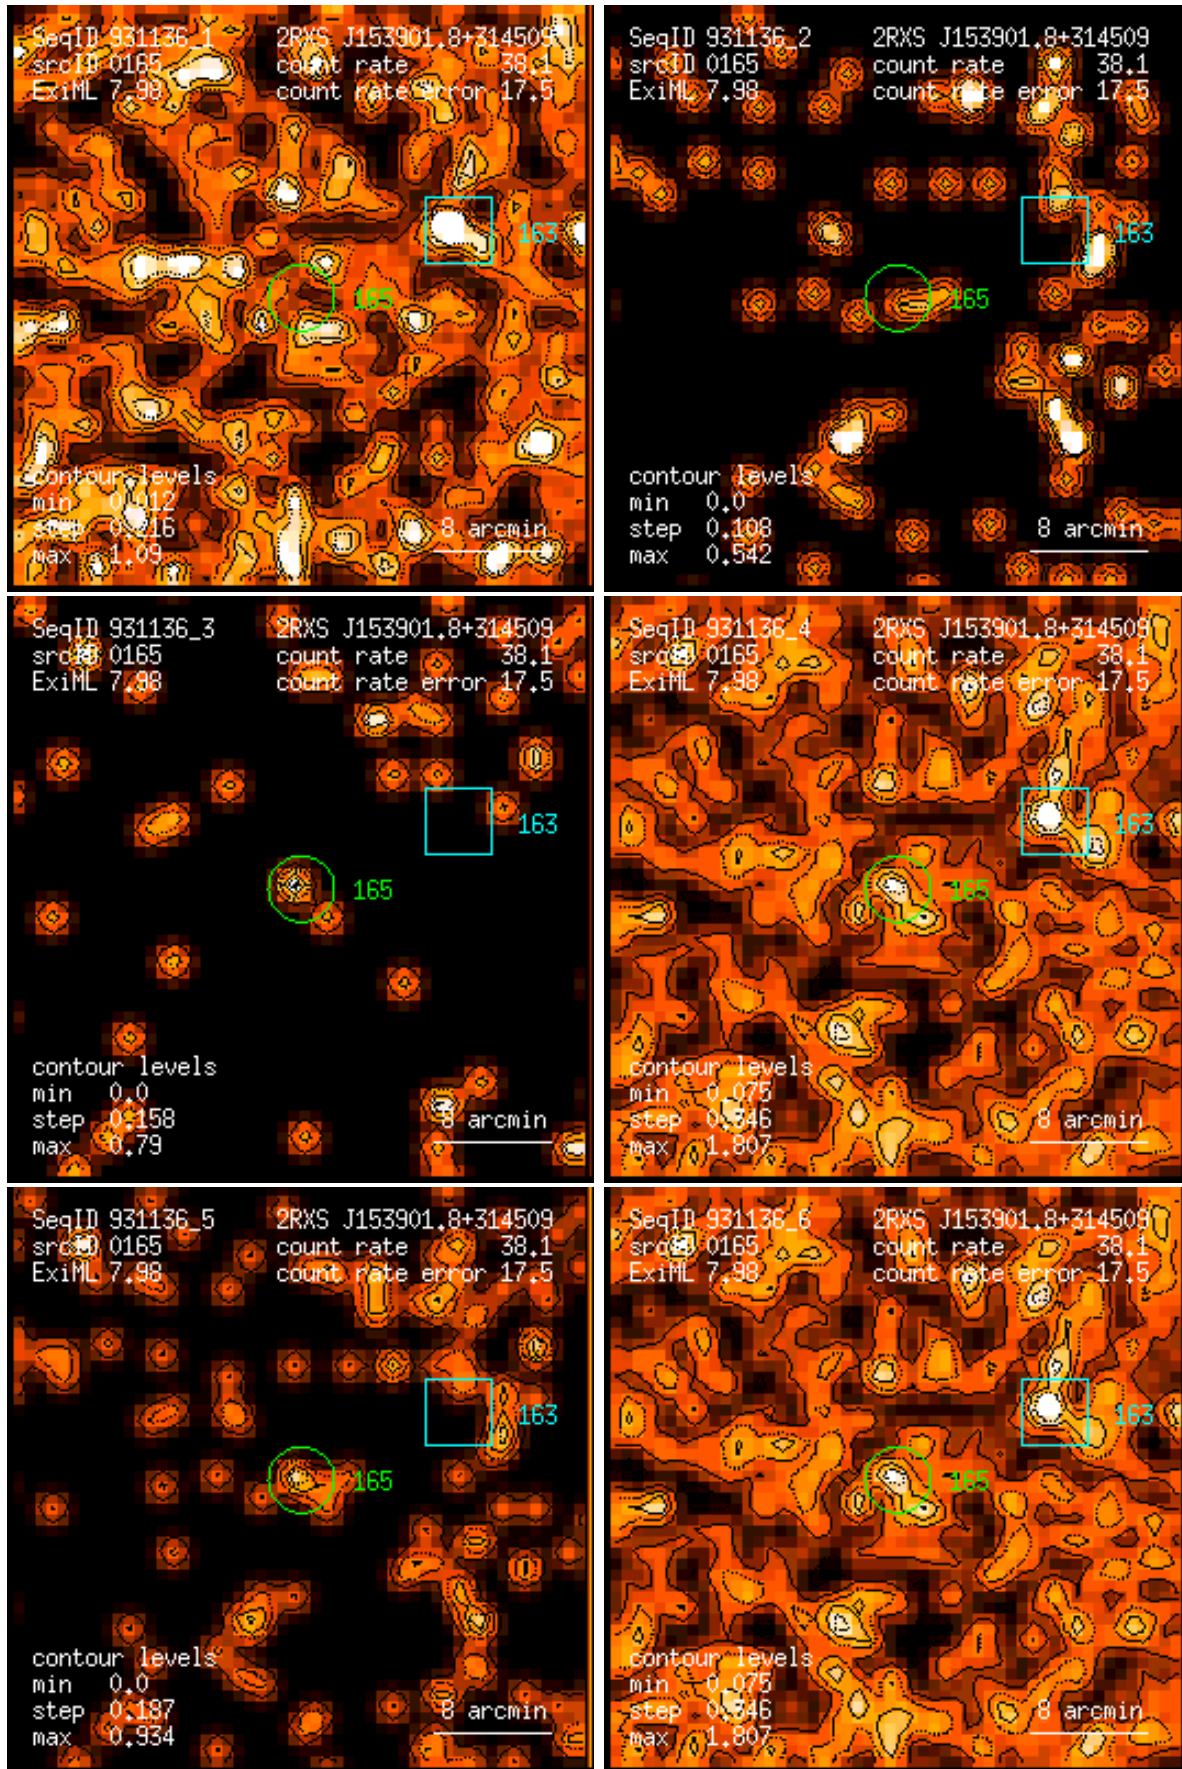 SeqID 931136_1 2RXS J153901.8+314509
srcID 0165 count rate 38.1
ExiML 7.98 count rate error 17.5
163
165
contour levels
min 0.012
step 0.216
max 1.09
8 arcmin
SeqID 931136_2 2RXS J153901.8+314509
srcID 0165 count rate 38.1
ExiML 7.98 count rate error 17.5
163
165
contour levels
min 0.0
step 0.108
max 0.542
8 arcmin
SeqID 931136_3 2RXS J153901.8+314509
srcID 0165 count rate 38.1
ExiML 7.98 count rate error 17.5
163
165
contour levels
min 0.0
step 0.158
max 0.79
8 arcmin
SeqID 931136_4 2RXS J153901.8+314509
srcID 0165 count rate 38.1
ExiML 7.98 count rate error 17.5
163
165
contour levels
min 0.075
step 0.346
max 1.807
8 arcmin
SeqID 931136_5 2RXS J153901.8+314509
srcID 0165 count rate 38.1
ExiML 7.98 count rate error 17.5
163
165
contour levels
min 0.0
step 0.187
max 0.934
8 arcmin
SeqID 931136_6 2RXS J153901.8+314509
srcID 0165 count rate 38.1
ExiML 7.98 count rate error 17.5
163
165
contour levels
min 0.075
step 0.346
max 1.807
8 arcmin